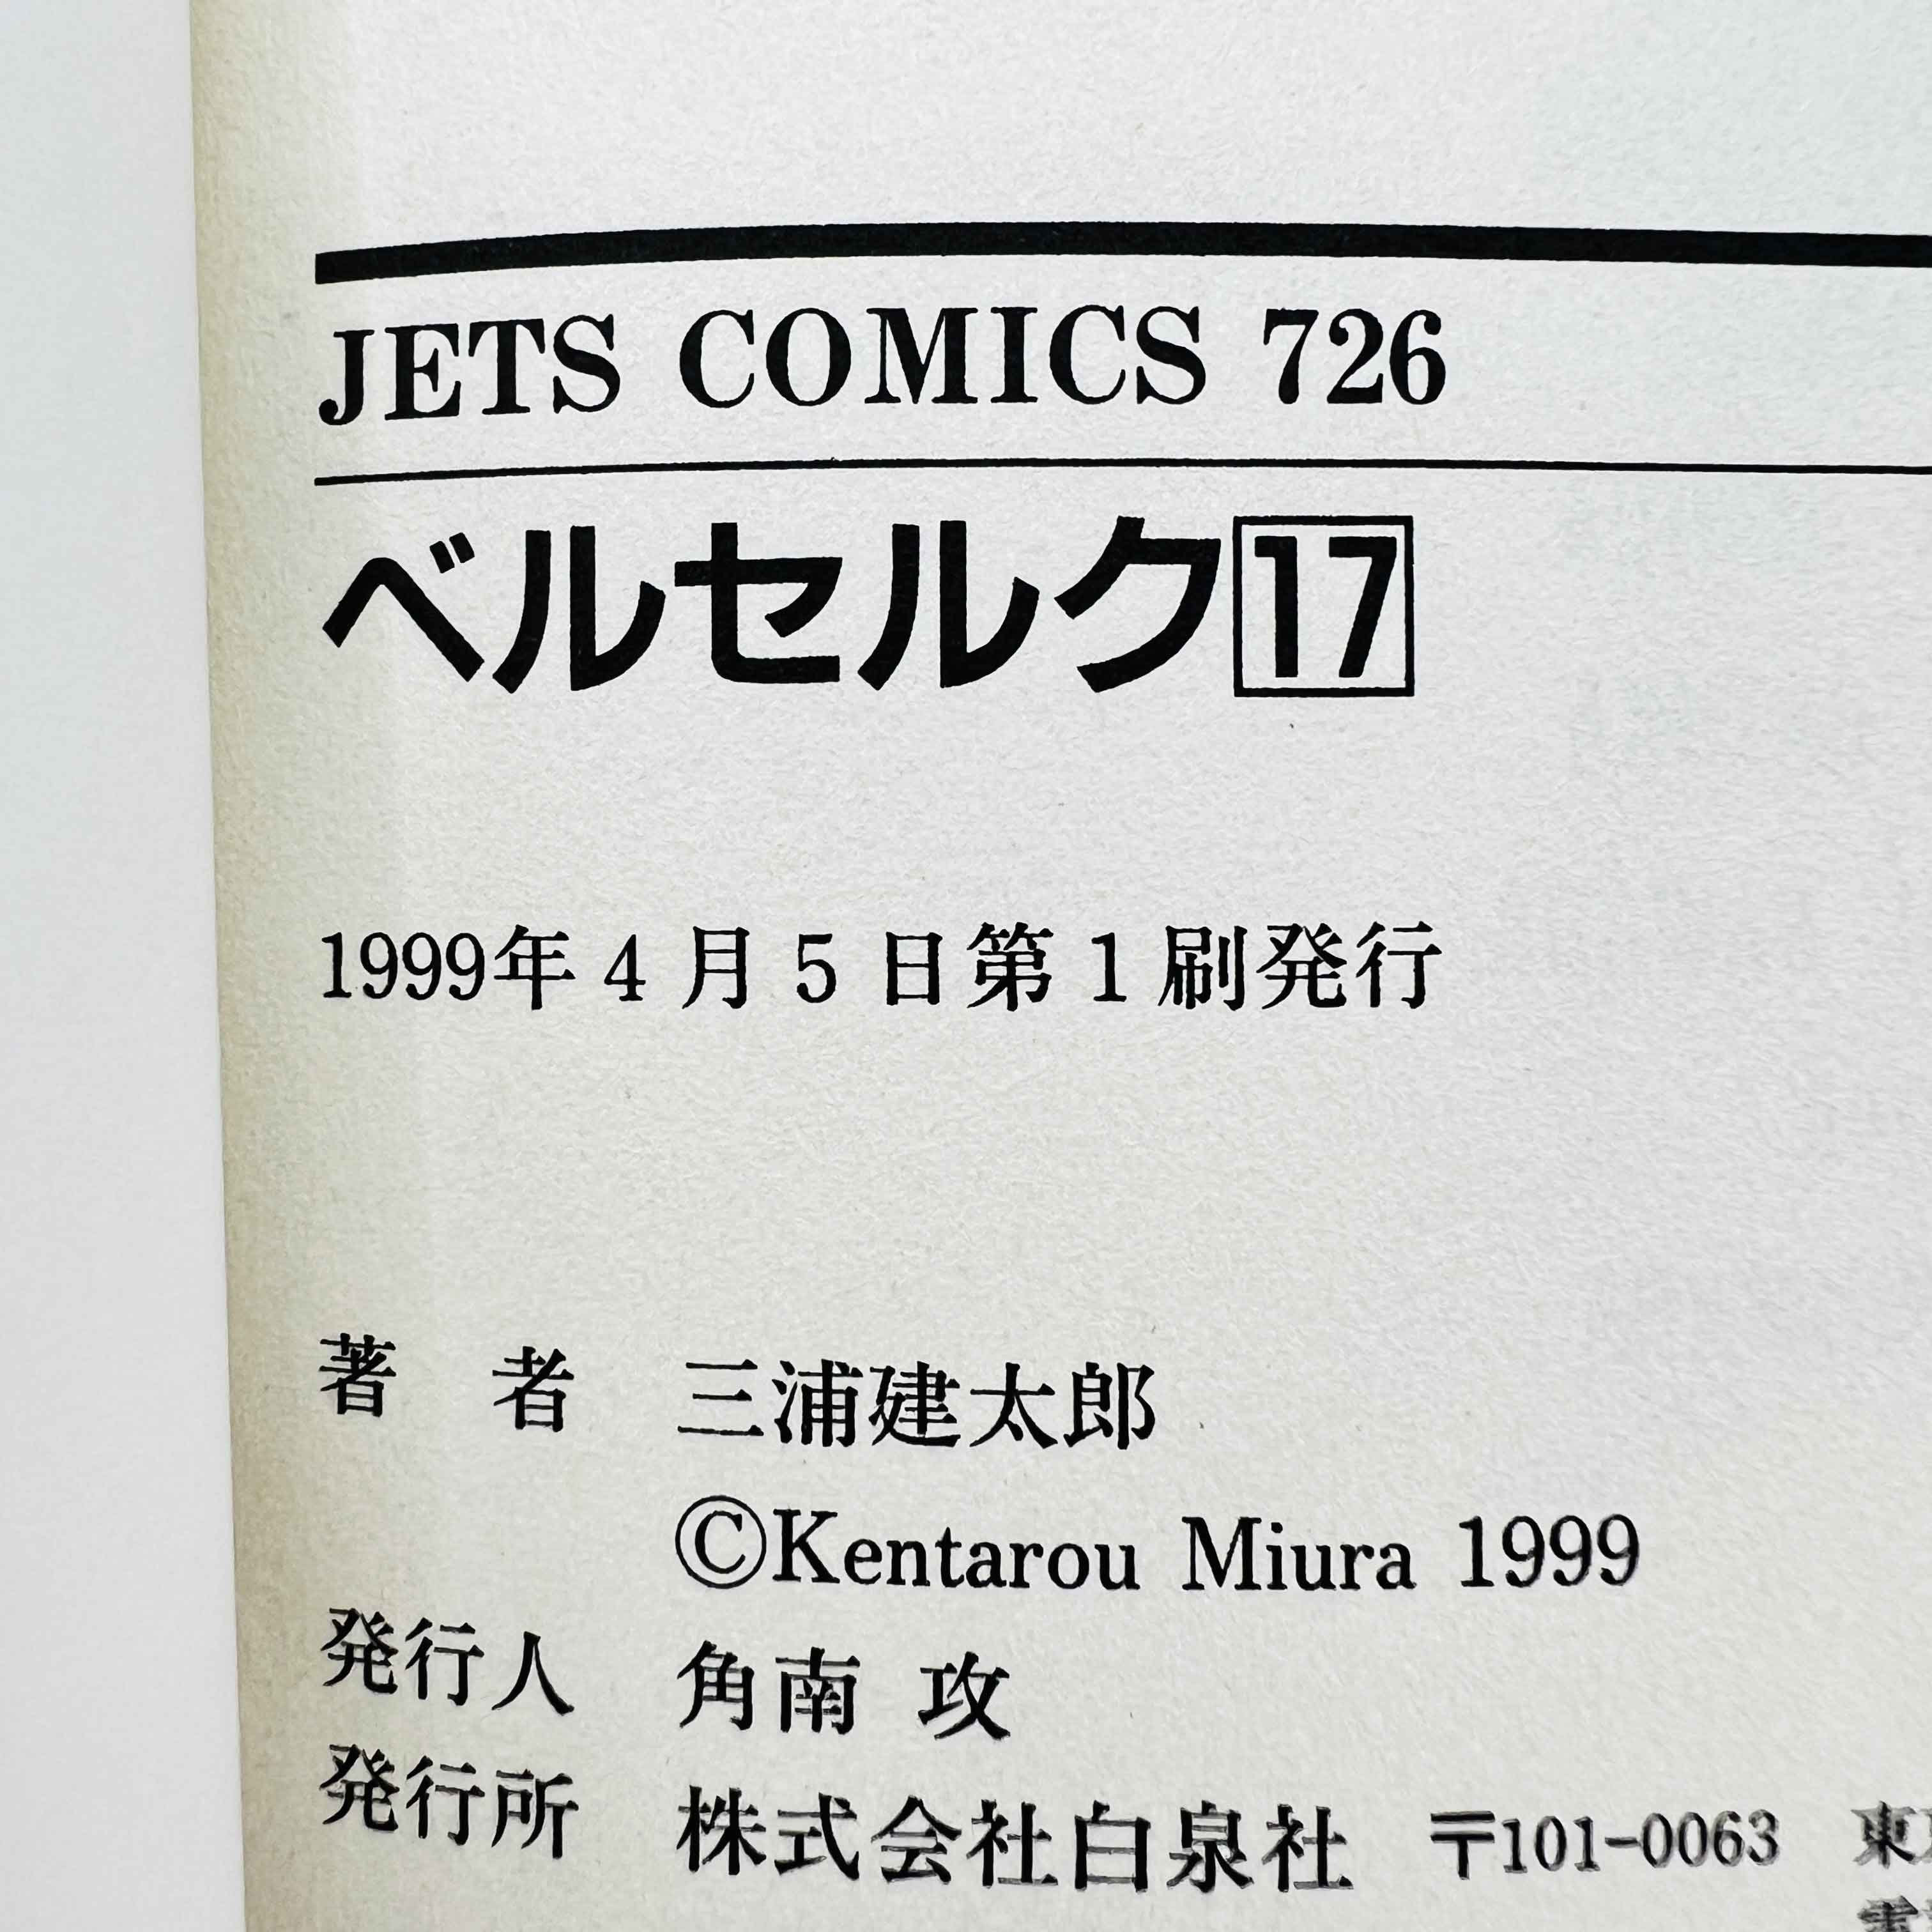 JETS COMICS 726
ベルセルク17
1999年4月5日第1刷発行
著 者 三浦建太郎
©Kentarou Miura 1999
発行人 角南 攻
発行所 株式会社白泉社 〒101-0063 東